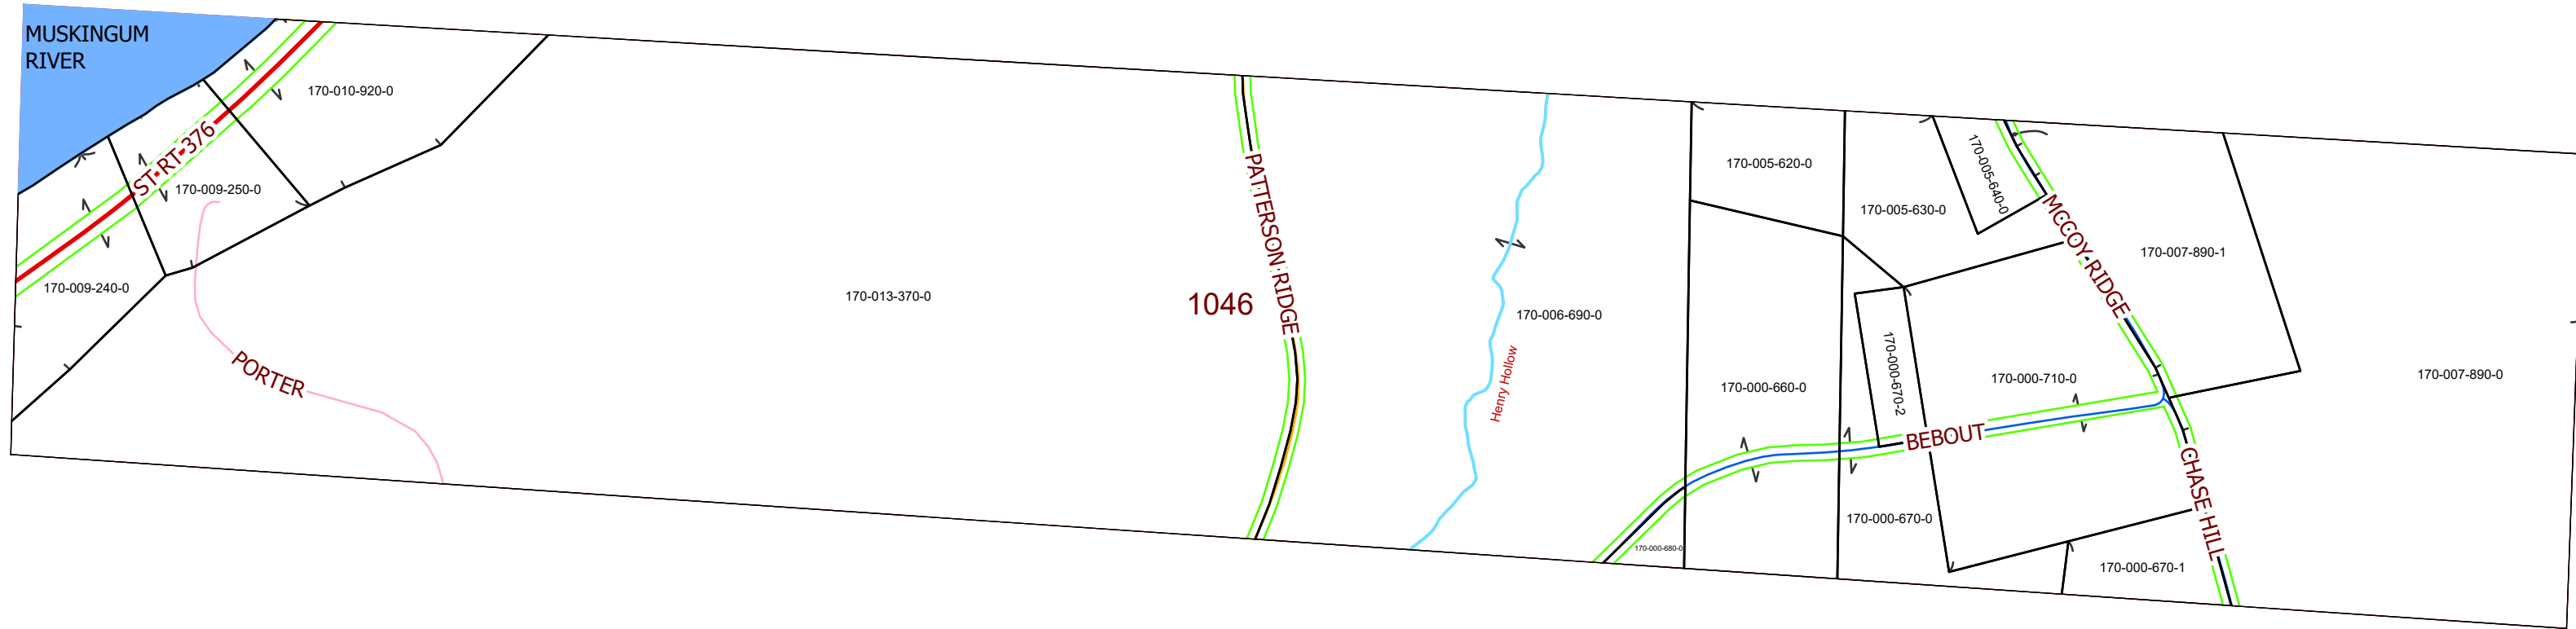 MUSKINGUM
RIVER
170-010-920-0
ST RT 376
170-009-250-0
170-009-240-0
PORTER
170-013-370-0
1046
PATTERSON RIDGE
170-006-690-0
Henry Hollow
170-005-620-0
170-005-630-0
170-005-640-0
MCCOY RIDGE
170-007-890-1
170-000-660-0
170-000-670-2
170-000-710-0
170-007-890-0
BEBOUT
CHASE HILL
170-000-680-0
170-000-670-0
170-000-670-1